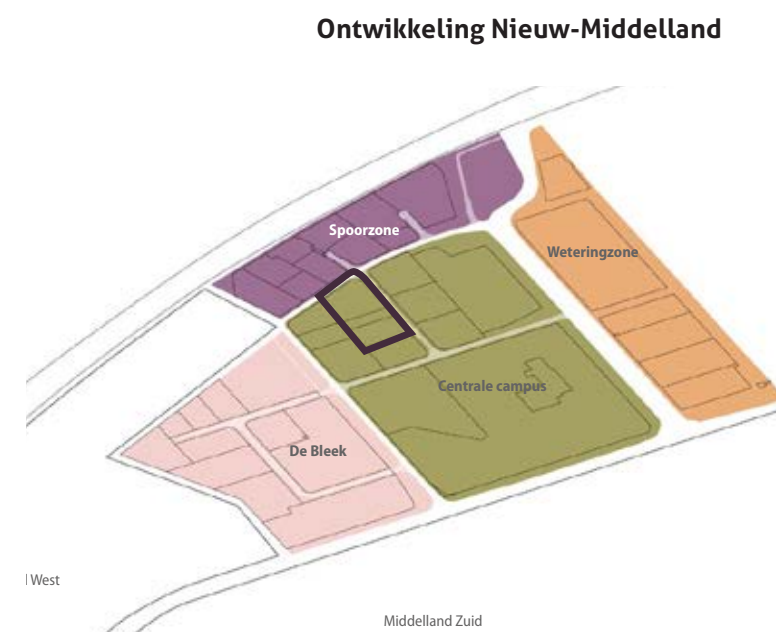 Ontwikkeling Nieuw-Middelland
Spoorzone
Weteringzone
Centrale campus
De Bleek
West
Middelland Zuid